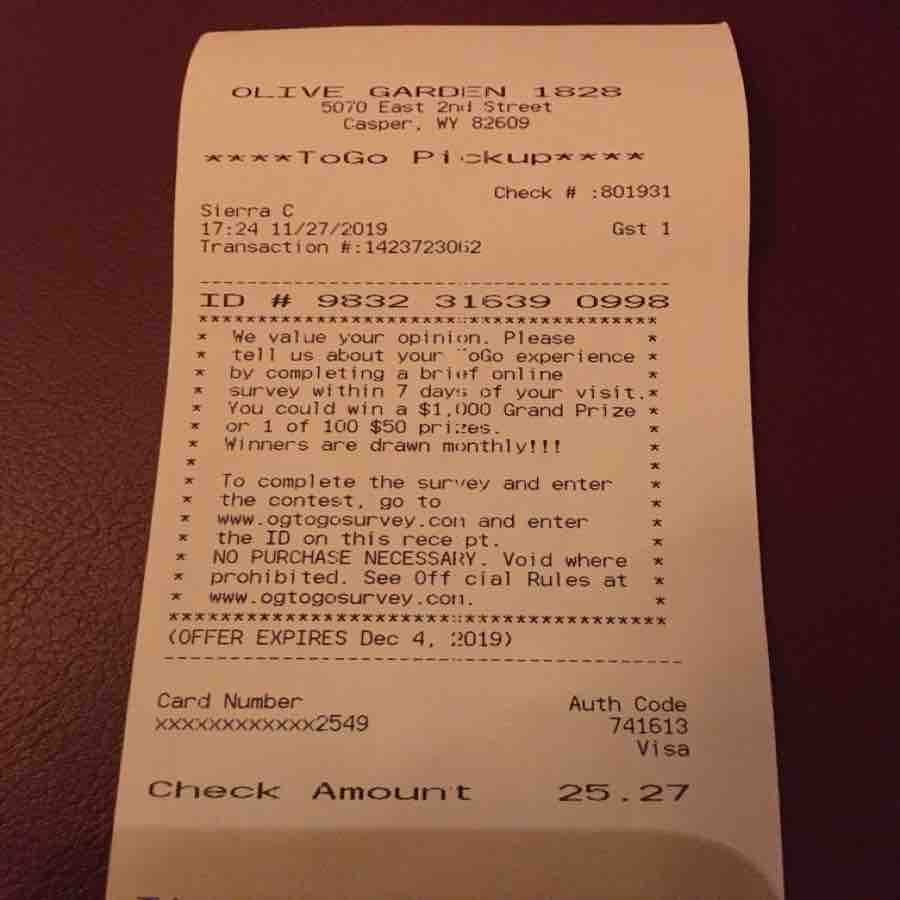 OLIVE GARDEN 1828
5070 East 2nd Street
Casper, WY 82609
****ToGo Pickup****
Check # :801931
Sierra C
17:24 11/27/2019 Gst 1
Transaction #:1423723062
ID # 9832 31639 0998
* We value your opinion. Please *
* tell us about your ToGo experience *
* by completing a brief online *
* survey within 7 days of your visit.*
* You could win a $1,000 Grand Prize *
* or 1 of 100 $50 prizes. *
* Winners are drawn monthly!!! *
* *
* To complete the survey and enter *
* the contest, go to *
* www.ogtogosurvey.com and enter *
* the ID on this receipt. *
* NO PURCHASE NECESSARY. Void where *
* prohibited. See Official Rules at *
* www.ogtogosurvey.com. *
(OFFER EXPIRES Dec 4, 2019)
Card Number Auth Code
xxxxxxxxxxxx2549 741613
Visa
Check Amount 25.27